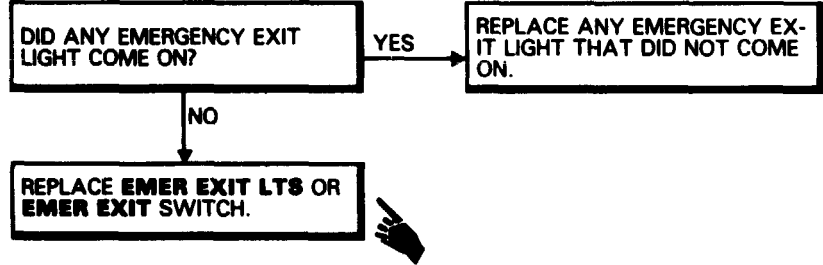 DID ANY EMERGENCY EXIT
LIGHT COME ON?
YES
REPLACE ANY EMERGENCY EX-
IT LIGHT THAT DID NOT COME
ON.
NO
REPLACE EMER EXIT LTS OR
EMER EXIT SWITCH.